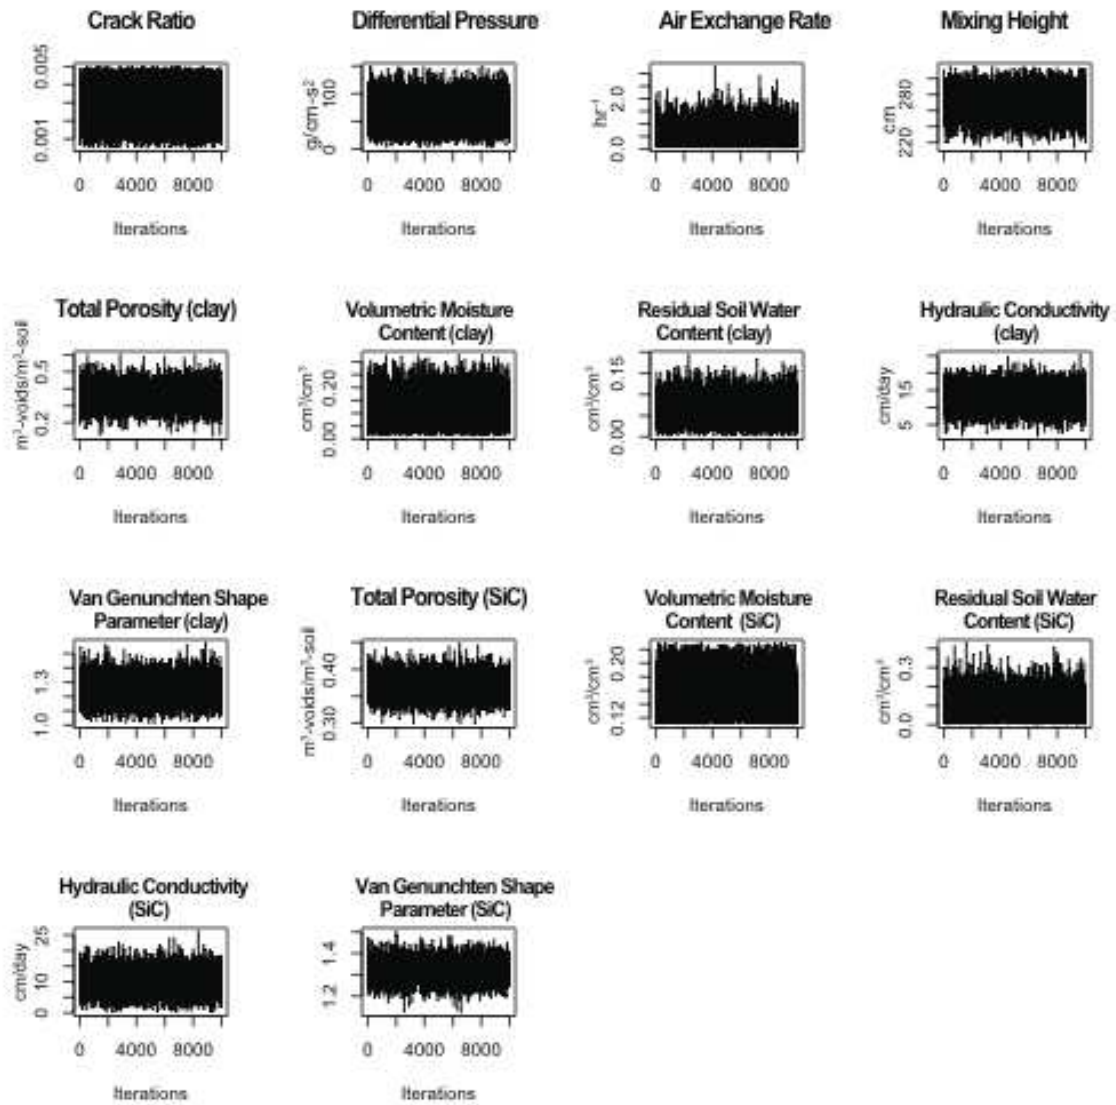 Crack Ratio
Differential Pressure
Air Exchange Rate
Mixing Height
0.001 0.005
g/cm-s² 0 100
hr⁻¹ 0.0 2.0
cm 220 280
0 4000 8000
0 4000 8000
0 4000 8000
0 4000 8000
Iterations
Iterations
Iterations
Iterations
Total Porosity (clay)
Volumetric Moisture
Content (clay)
Residual Soil Water
Content (clay)
Hydraulic Conductivity
(clay)
m³-voids/m³-soil 0.2 0.5
cm³/cm³ 0.00 0.20
cm³/cm³ 0.00 0.15
cm/day 5 15
0 4000 8000
0 4000 8000
0 4000 8000
0 4000 8000
Iterations
Iterations
Iterations
Iterations
Van Genunchten Shape
Parameter (clay)
Total Porosity (SiC)
Volumetric Moisture
Content (SiC)
Residual Soil Water
Content (SiC)
1.0 1.3
m³-voids/m³-soil 0.30 0.40
cm³/cm³ 0.12 0.20
cm³/cm³ 0.0 0.3
0 4000 8000
0 4000 8000
0 4000 8000
0 4000 8000
Iterations
Iterations
Iterations
Iterations
Hydraulic Conductivity
(SiC)
Van Genunchten Shape
Parameter (SiC)
cm/day 0 10 25
1.2 1.4
0 4000 8000
0 4000 8000
Iterations
Iterations